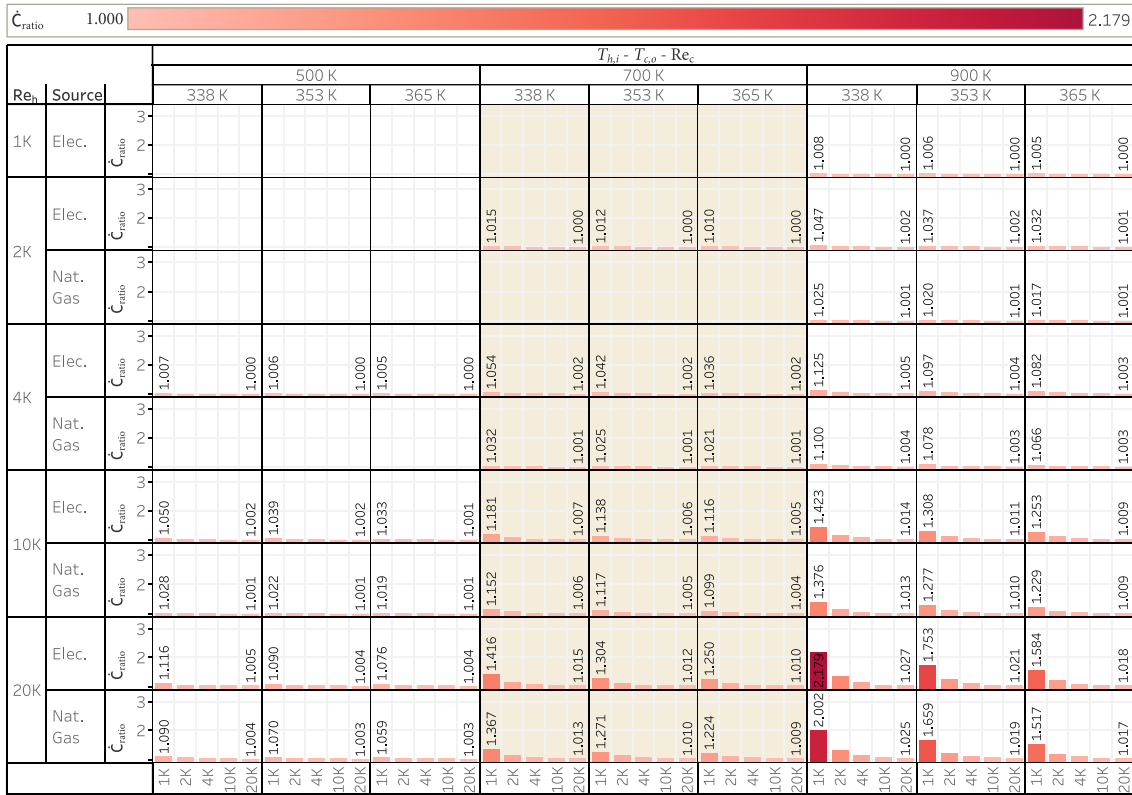 Ċratio 1.000 2.179
Th,i - Tc,o - Rec
500 K 700 K 900 K
Reh Source 338 K 353 K 365 K 338 K 353 K 365 K 338 K 353 K 365 K
1K Elec. Ċratio 3 2 1.008 1.000 1.006 1.000 1.005 1.000
2K Elec. Ċratio 3 2 1.015 1.000 1.012 1.000 1.010 1.000 1.047 1.002 1.037 1.002 1.032 1.001
Nat. Gas Ċratio 3 2 1.025 1.001 1.020 1.001 1.017 1.001
4K Elec. Ċratio 3 2 1.007 1.000 1.006 1.000 1.005 1.000 1.054 1.002 1.042 1.002 1.036 1.002 1.125 1.005 1.097 1.004 1.082 1.003
Nat. Gas Ċratio 3 2 1.032 1.001 1.025 1.001 1.021 1.001 1.100 1.004 1.078 1.003 1.066 1.003
10K Elec. Ċratio 3 2 1.050 1.002 1.039 1.002 1.033 1.001 1.181 1.007 1.138 1.006 1.116 1.005 1.423 1.014 1.308 1.011 1.253 1.009
Nat. Gas Ċratio 3 2 1.028 1.001 1.022 1.001 1.019 1.001 1.152 1.006 1.117 1.005 1.099 1.004 1.376 1.013 1.277 1.010 1.229 1.009
20K Elec. Ċratio 3 2 1.116 1.005 1.090 1.004 1.076 1.004 1.416 1.015 1.304 1.012 1.250 1.010 2.179 1.027 1.753 1.021 1.584 1.018
Nat. Gas Ċratio 3 2 1.090 1.004 1.070 1.003 1.059 1.003 1.367 1.013 1.271 1.010 1.224 1.009 2.002 1.025 1.659 1.019 1.517 1.017
1K 2K 4K 10K 20K 1K 2K 4K 10K 20K 1K 2K 4K 10K 20K 1K 2K 4K 10K 20K 1K 2K 4K 10K 20K 1K 2K 4K 10K 20K 1K 2K 4K 10K 20K 1K 2K 4K 10K 20K 1K 2K 4K 10K 20K